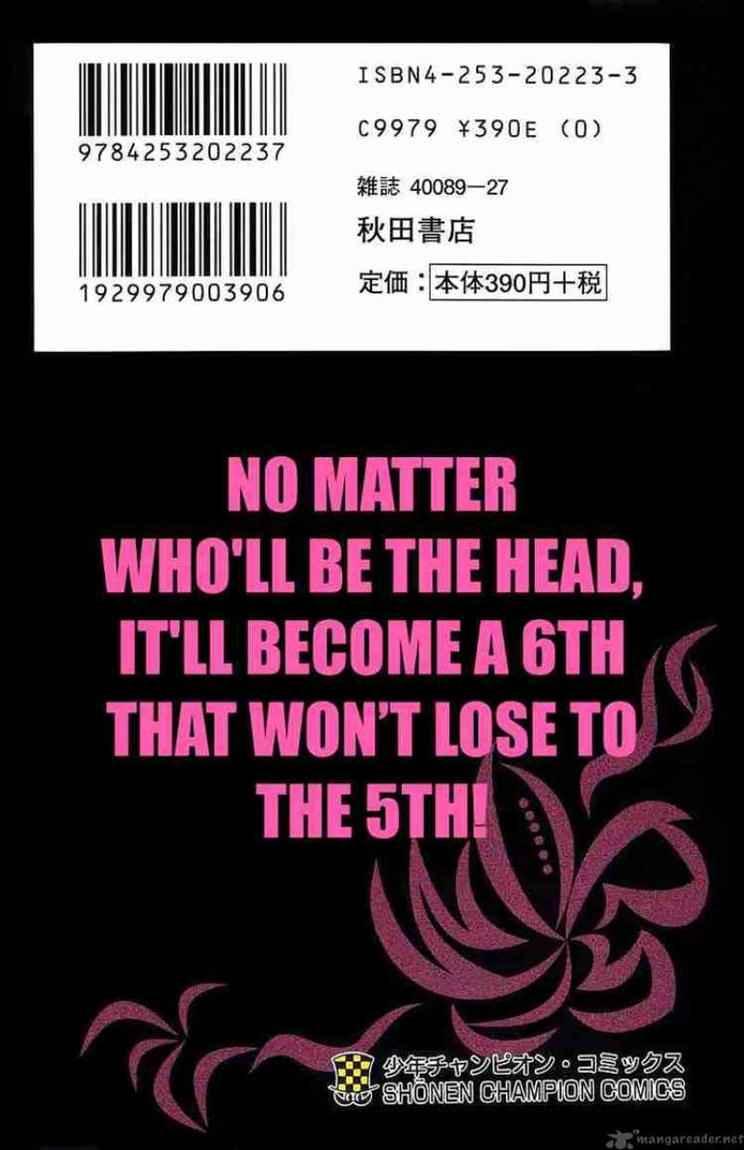 9784253202237
1929979003906
ISBN4-253-20223-3
C9979 ¥390E (0)
雑誌 40089-27
秋田書店
定価：本体390円+税
NO MATTER
WHO'LL BE THE HEAD,
IT'LL BECOME A 6TH
THAT WON'T LOSE TO
THE 5TH!
少年チャンピオン・コミックス
SHŌNEN CHAMPION COMICS
mangareader.net